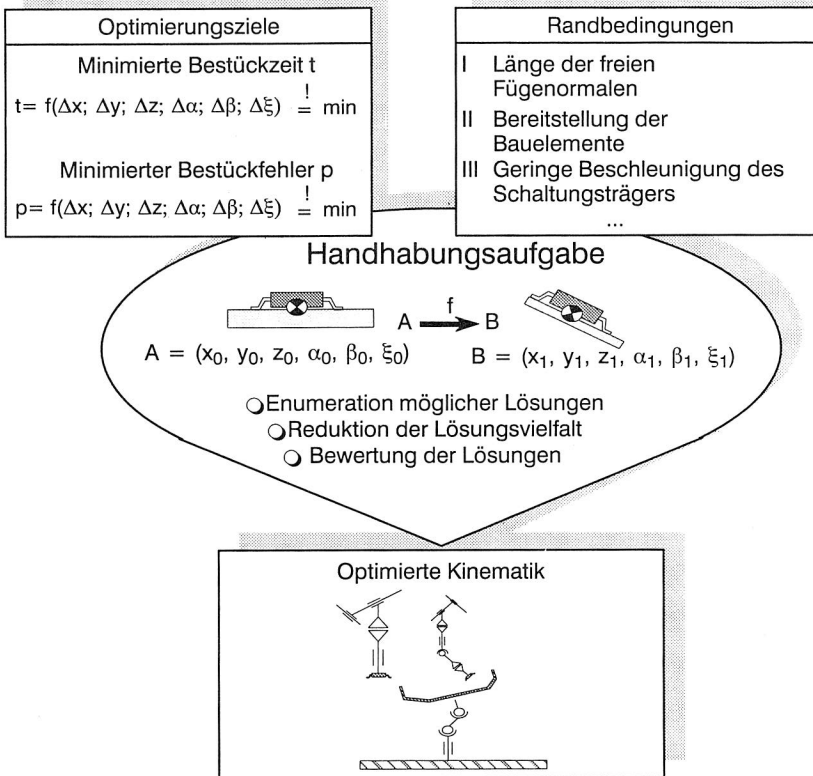 Optimierungsziele
Minimierte Bestückzeit t
t= f(Δx; Δy; Δz; Δα; Δβ; Δξ) ! = min
Minimierter Bestückfehler p
p= f(Δx; Δy; Δz; Δα; Δβ; Δξ) ! = min
Randbedingungen
I Länge der freien
Fügenormalen
II Bereitstellung der
Bauelemente
III Geringe Beschleunigung des
Schaltungsträgers
...
Handhabungsaufgabe
A f B
A = (x₀, y₀, z₀, α₀, β₀, ξ₀)
B = (x₁, y₁, z₁, α₁, β₁, ξ₁)
Enumeration möglicher Lösungen
Reduktion der Lösungsvielfalt
Bewertung der Lösungen
Optimierte Kinematik